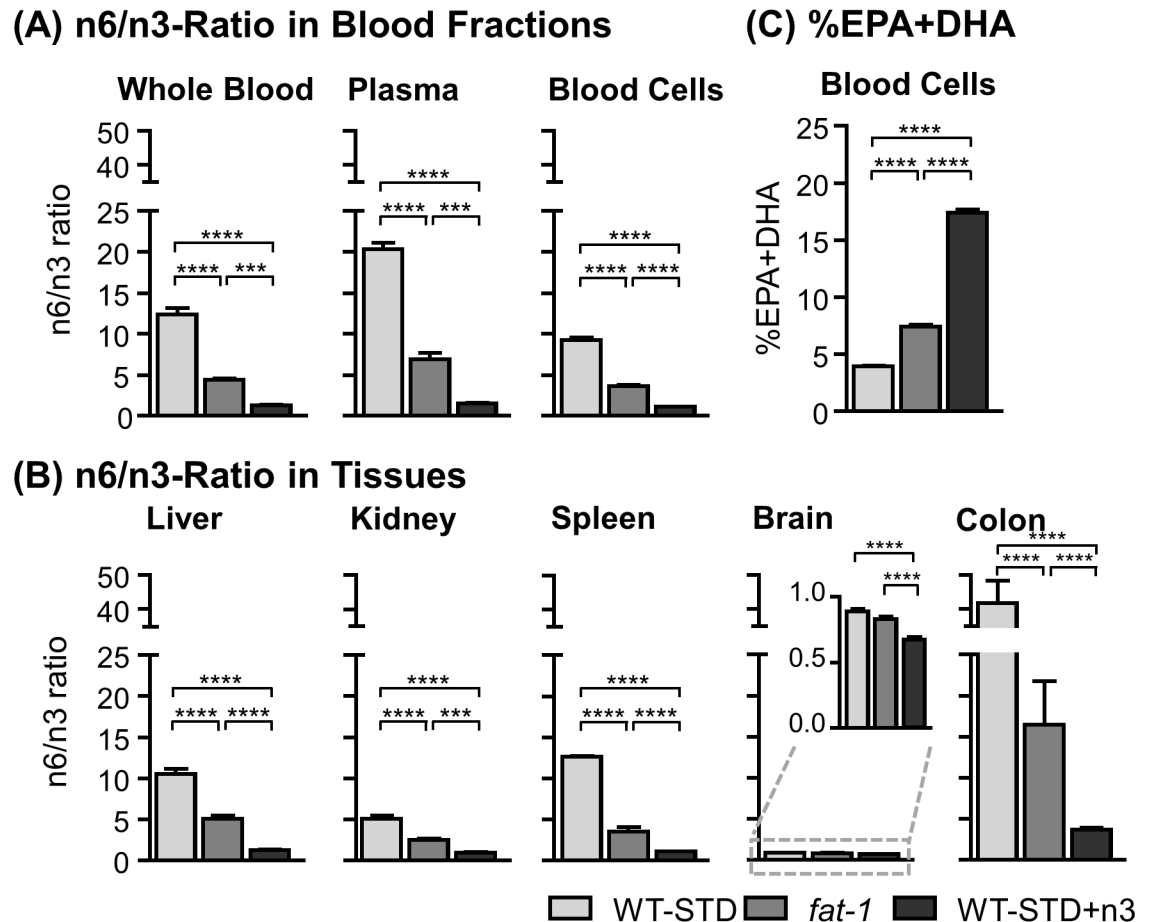 (A) n6/n3-Ratio in Blood Fractions
(C) %EPA+DHA
Whole Blood
Plasma
Blood Cells
Blood Cells
n6/n3 ratio
50
40
25
20
15
10
5
0
****
****
***
****
****
***
****
****
****
%EPA+DHA
25
20
15
10
5
0
****
****
****
(B) n6/n3-Ratio in Tissues
Liver
Kidney
Spleen
Brain
Colon
n6/n3 ratio
50
40
25
20
15
10
5
0
****
****
****
****
****
***
****
****
****
****
****
1.0
0.5
0.0
****
****
****
WT-STD
fat-1
WT-STD+n3